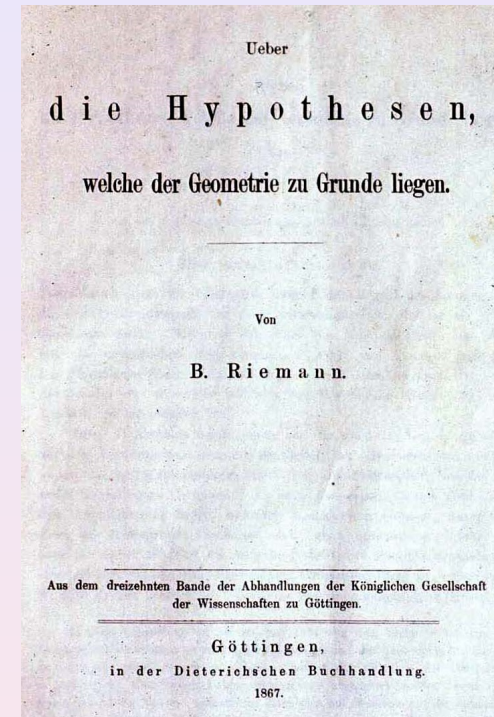 Ueber
die Hypothesen,
welche der Geometrie zu Grunde liegen.
Von
B. Riemann.
Aus dem dreizehnten Bande der Abhandlungen der Königlichen Gesellschaft
der Wissenschaften zu Göttingen.
Göttingen,
in der Dieterichschen Buchhandlung.
1867.